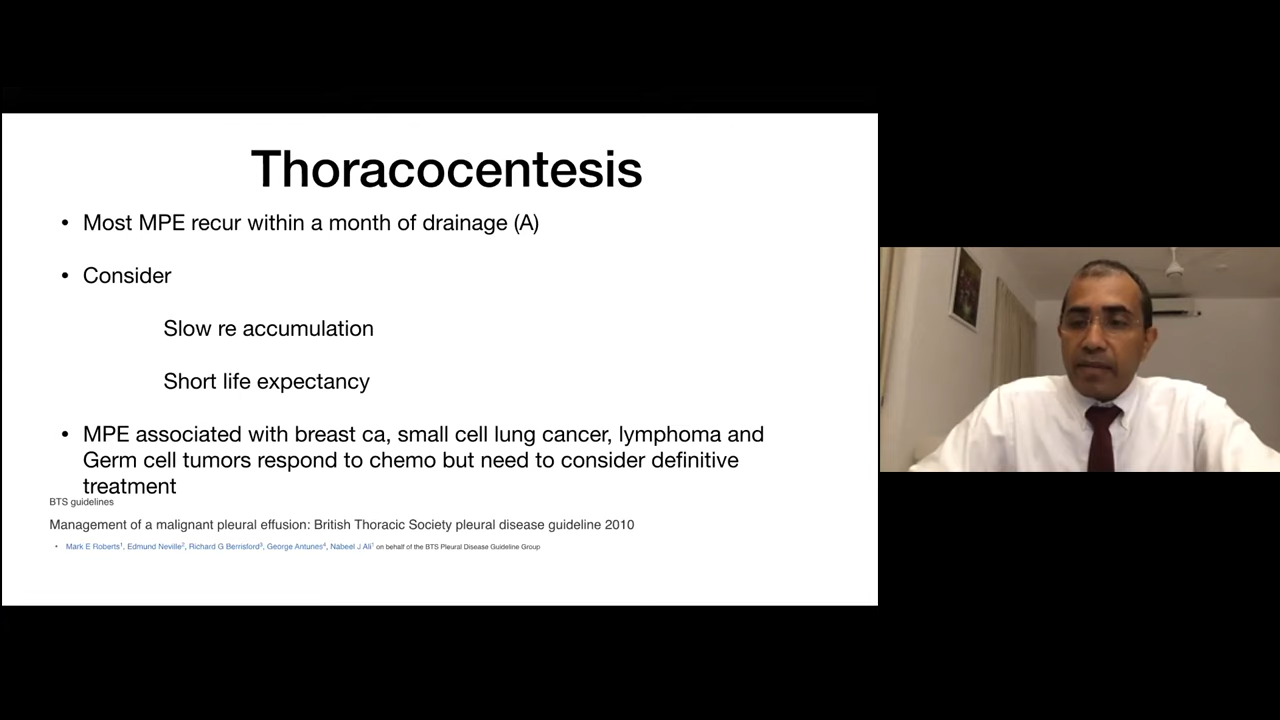 Thoracocentesis
• Most MPE recur within a month of drainage (A)
• Consider
Slow re accumulation
Short life expectancy
• MPE associated with breast ca, small cell lung cancer, lymphoma and
Germ cell tumors respond to chemo but need to consider definitive
treatment
BTS guidelines
Management of a malignant pleural effusion: British Thoracic Society pleural disease guideline 2010
• Mark E Roberts1, Edmund Neville2, Richard G Berrisford3, George Antunes4, Nabeel J Ali1 on behalf of the BTS Pleural Disease Guideline Group